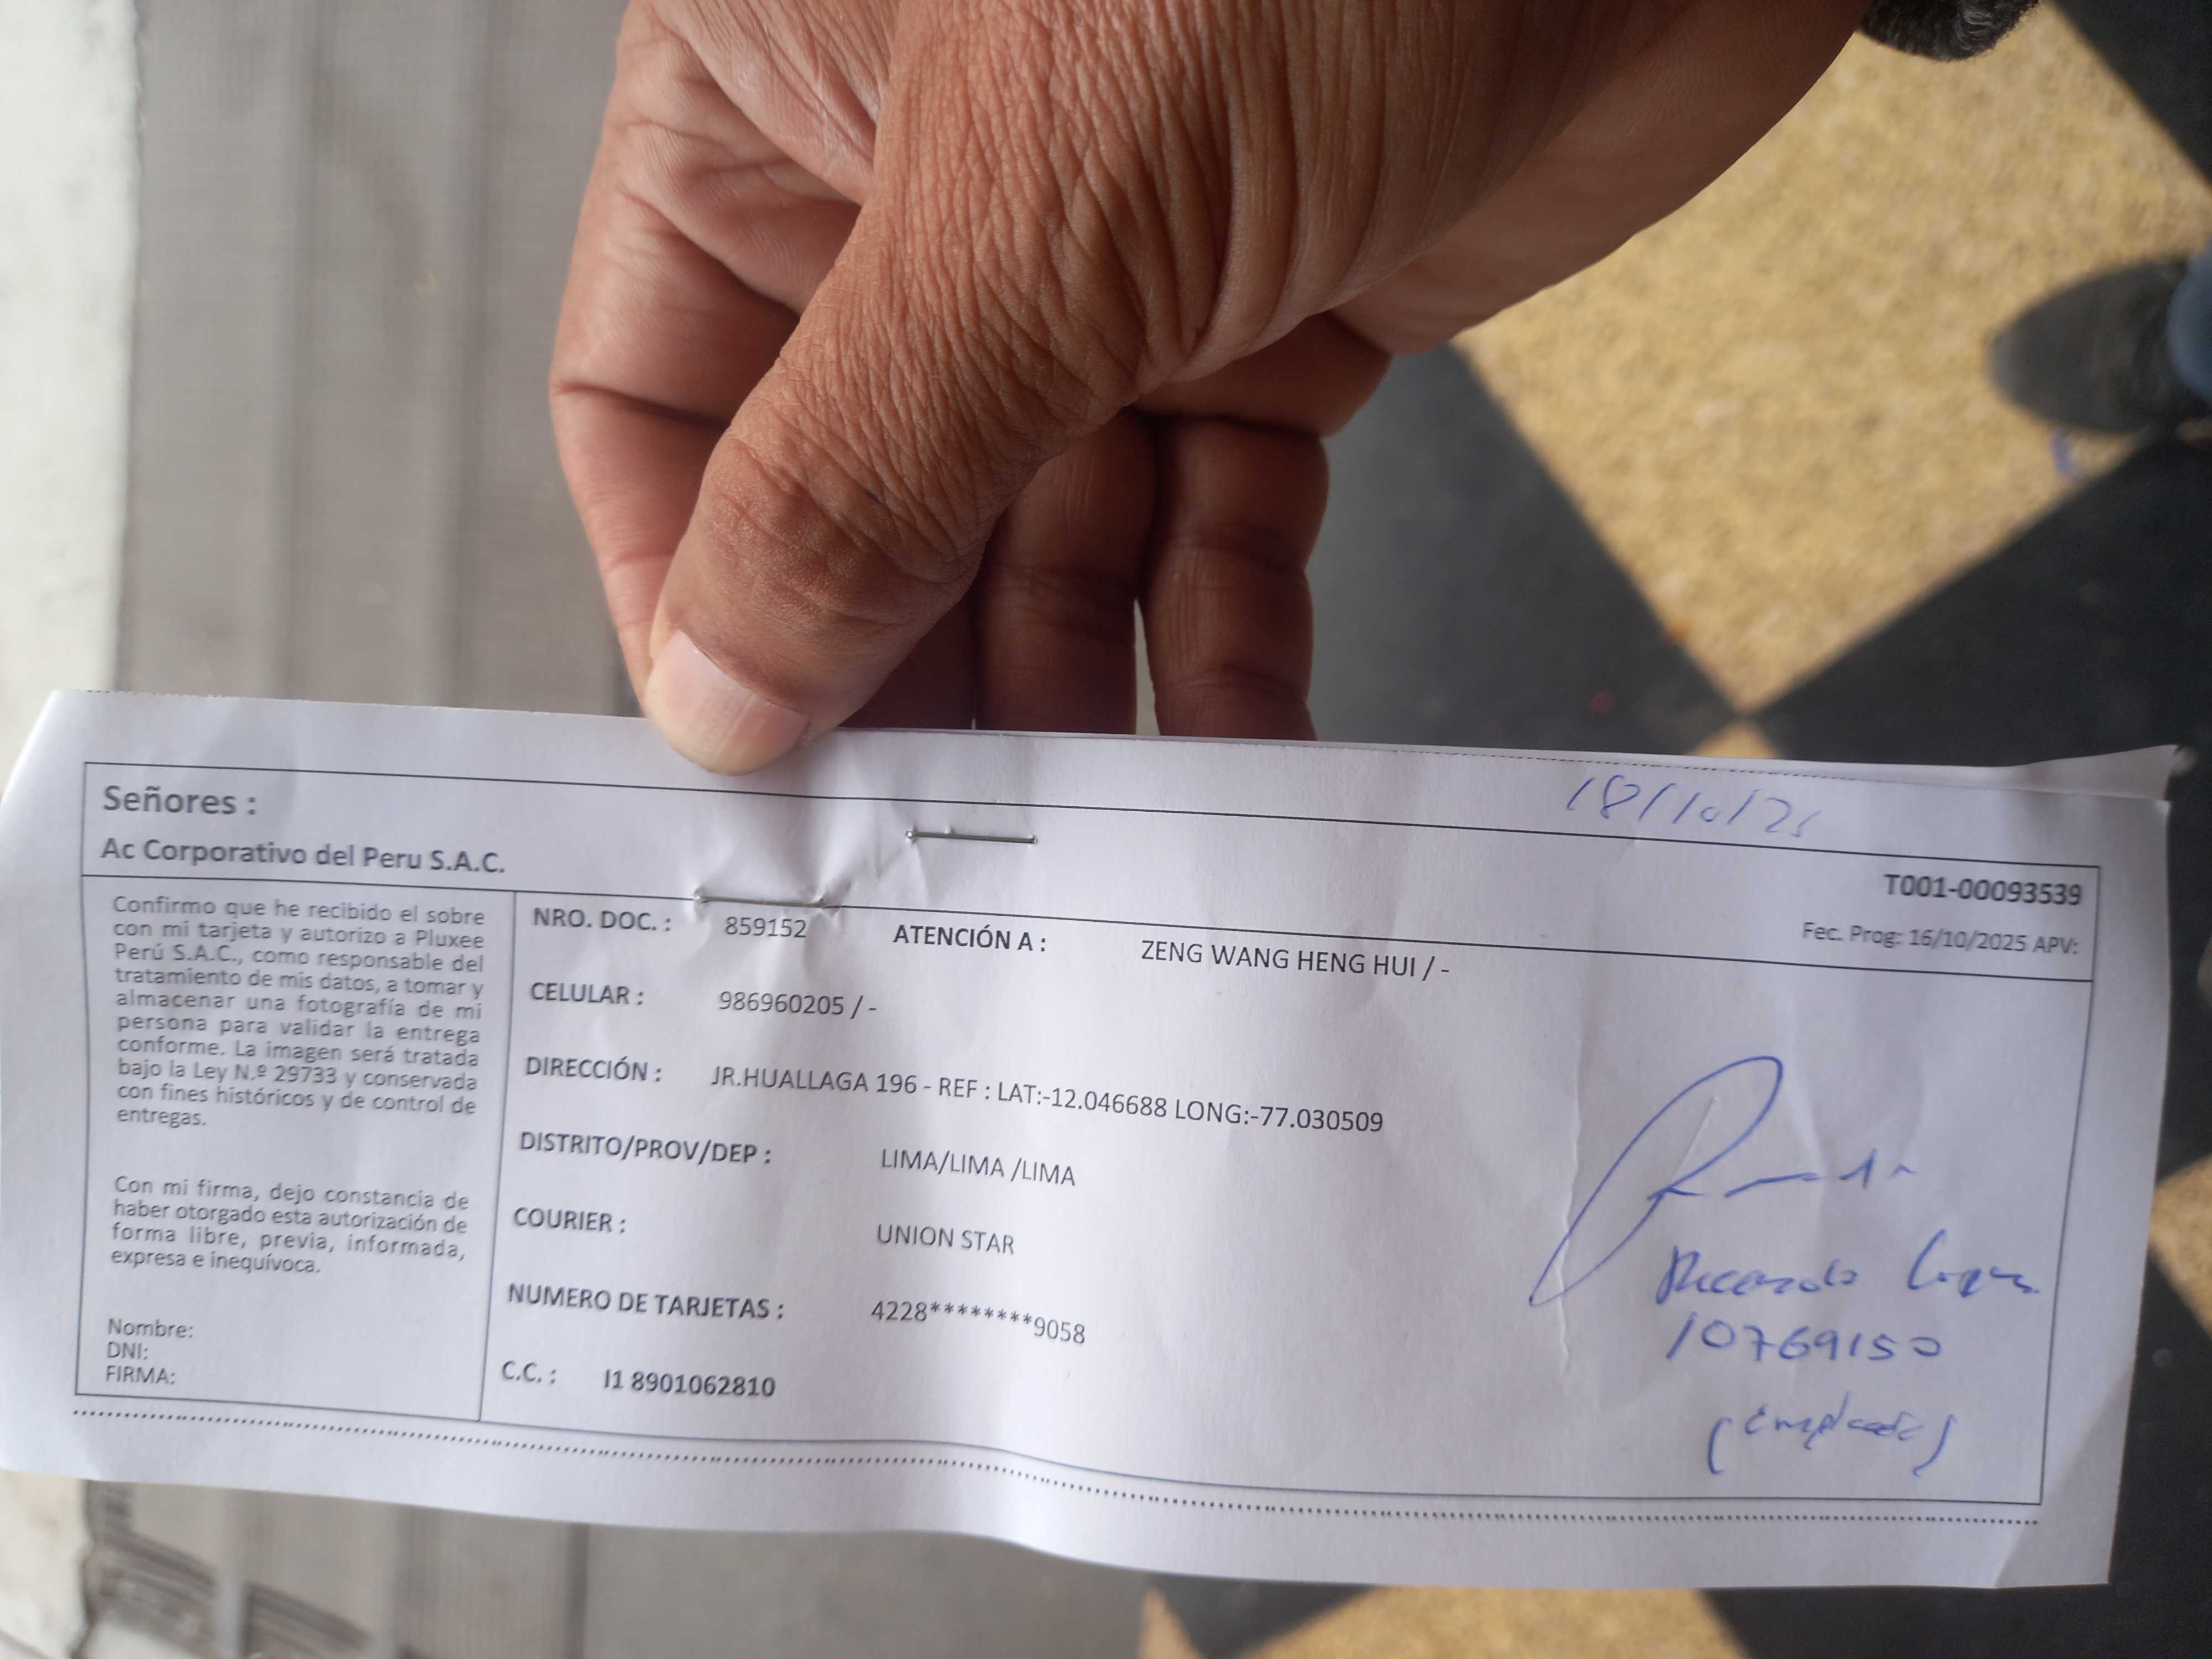 18/10/25
Señores :
Ac Corporativo del Peru S.A.C.
T001-00093539
Fec. Prog: 16/10/2025 APV:
Confirmo que he recibido el sobre
con mi tarjeta y autorizo a Pluxee
Perú S.A.C., como responsable del
tratamiento de mis datos, a tomar y
almacenar una fotografía de mi
persona para validar la entrega
conforme. La imagen será tratada
bajo la Ley N.º 29733 y conservada
con fines históricos y de control de
entregas.
Con mi firma, dejo constancia de
haber otorgado esta autorización de
forma libre, previa, informada,
expresa e inequívoca.
Nombre:
DNI:
FIRMA:
NRO. DOC. : 859152 ATENCIÓN A : ZENG WANG HENG HUI / -
CELULAR : 986960205 / -
DIRECCIÓN : JR.HUALLAGA 196 - REF : LAT:-12.046688 LONG:-77.030509
DISTRITO/PROV/DEP : LIMA/LIMA /LIMA
COURIER : UNION STAR
NUMERO DE TARJETAS : 4228********9058
C.C. : I1 8901062810
Ricardo
10769150
(Empleado)